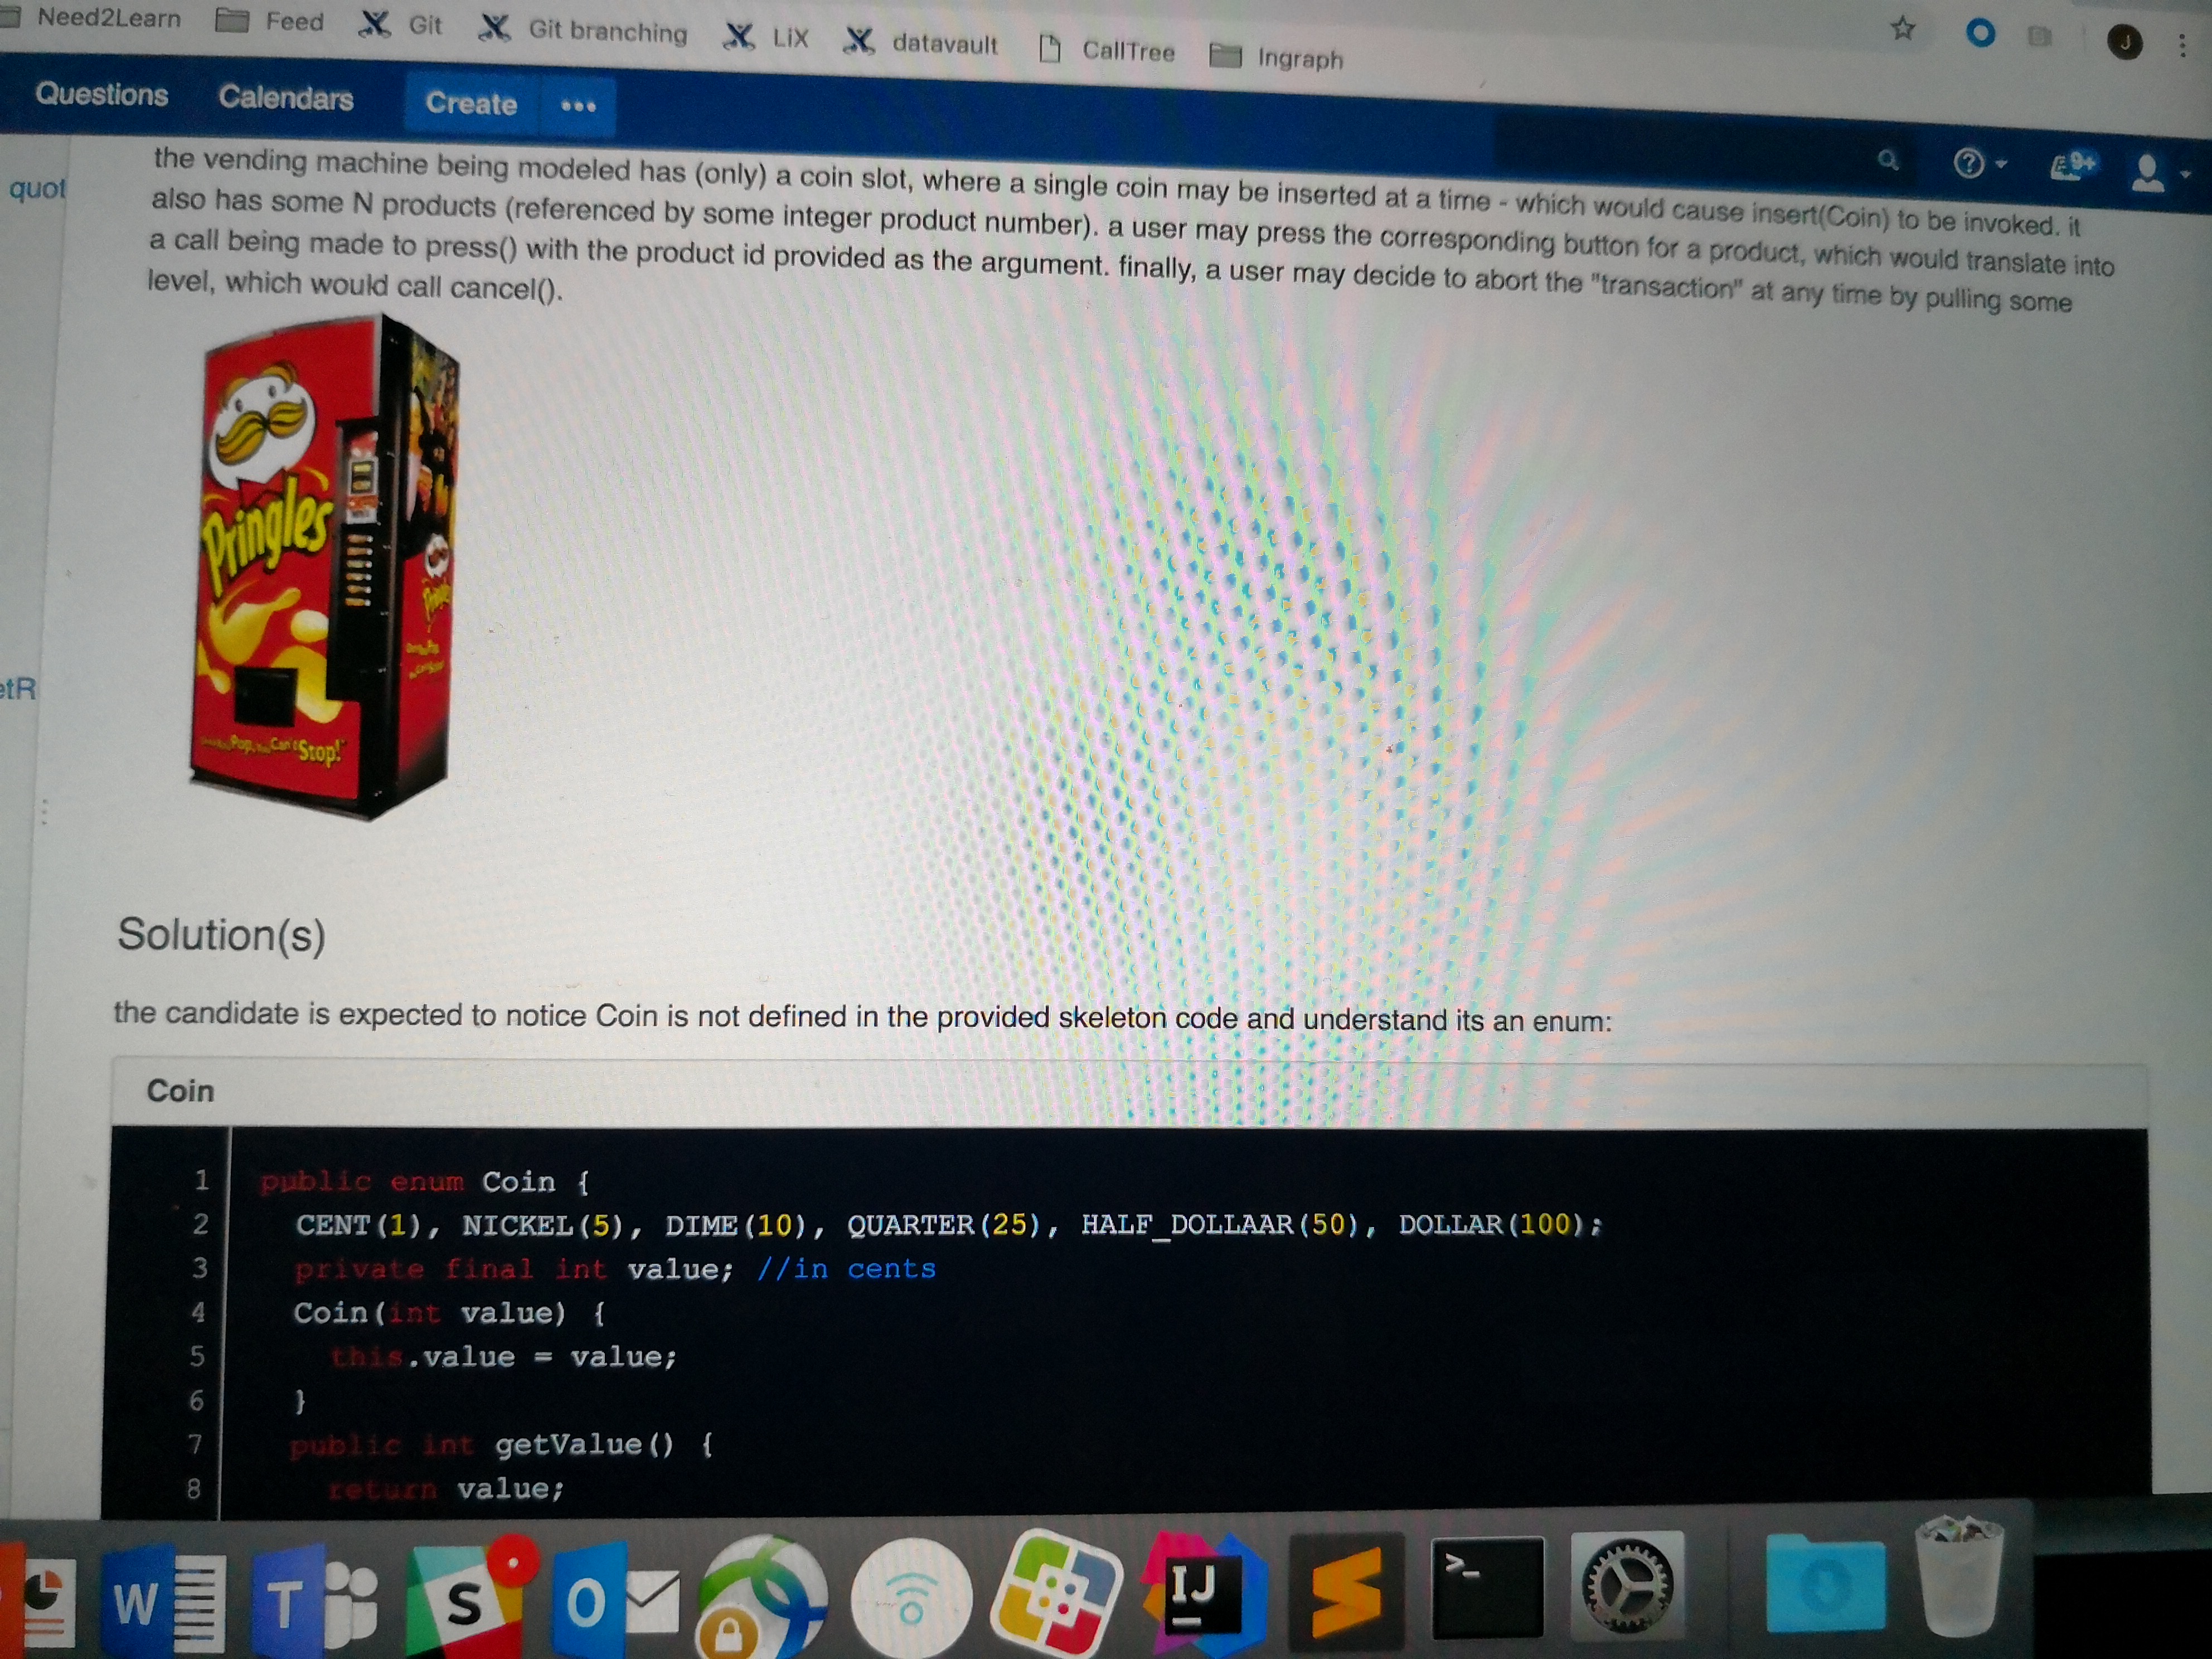 Need2Learn Feed Git Git branching LiX datavault CallTree Ingraph J
Questions Calendars Create 9+
quot
the vending machine being modeled has (only) a coin slot, where a single coin may be inserted at a time - which would cause insert(Coin) to be invoked. it
also has some N products (referenced by some integer product number). a user may press the corresponding button for a product, which would translate into
a call being made to press() with the product id provided as the argument. finally, a user may decide to abort the "transaction" at any time by pulling some
level, which would call cancel().
Pringles
Pop, Can't Stop!
etR
Solution(s)
the candidate is expected to notice Coin is not defined in the provided skeleton code and understand its an enum:
Coin
1 public enum Coin {
2 CENT(1), NICKEL(5), DIME(10), QUARTER(25), HALF_DOLLAAR(50), DOLLAR(100);
3 private final int value; //in cents
4 Coin(int value) {
5 this.value = value;
6 }
7 public int getValue() {
8 return value;
W T S O IJ >_